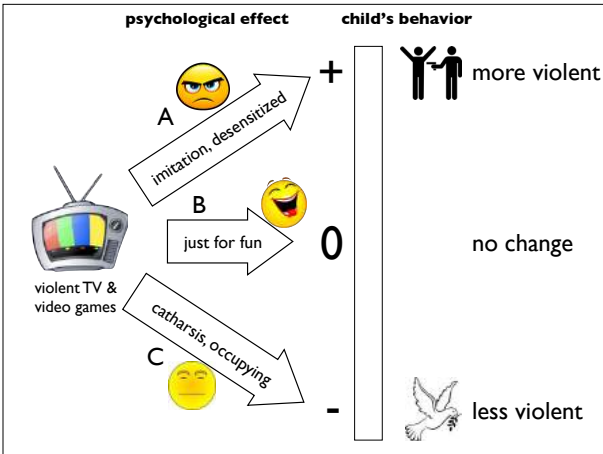 psychological effect
child's behavior
A
imitation, desensitized
+
more violent
B
just for fun
0
no change
violent TV &
video games
catharsis, occupying
C
-
less violent